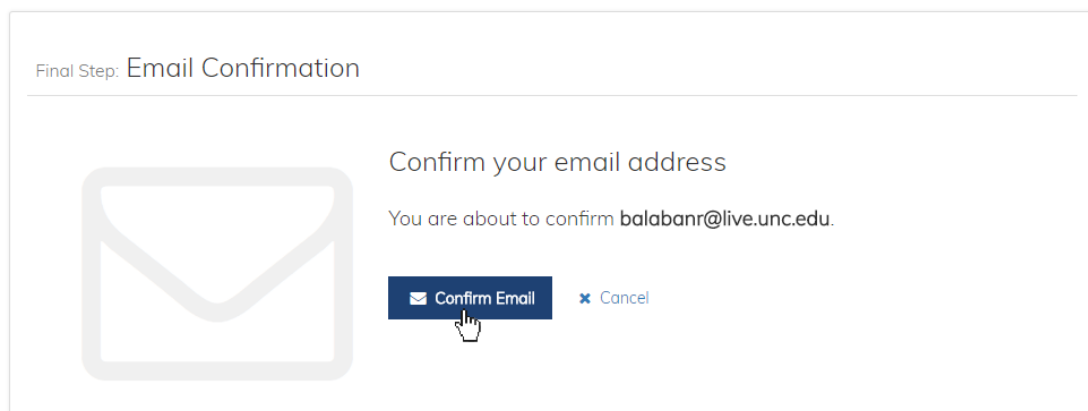 Final Step: Email Confirmation
Confirm your email address
You are about to confirm balabanr@live.unc.edu.
Confirm Email
Cancel